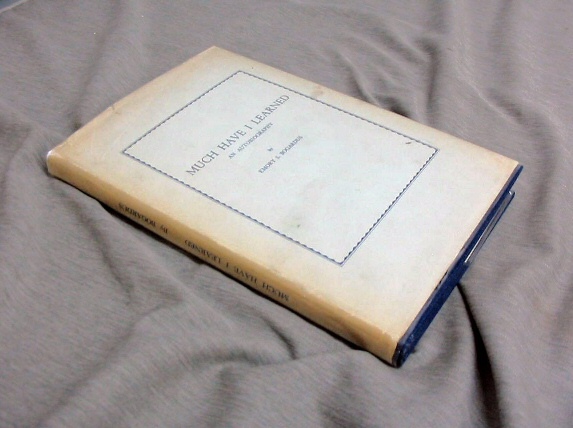 MUCH HAVE I LEARNED
AN AUTOBIOGRAPHY
by
EMORY S. BOGARDUS
MUCH HAVE I LEARNED By BOGARDUS